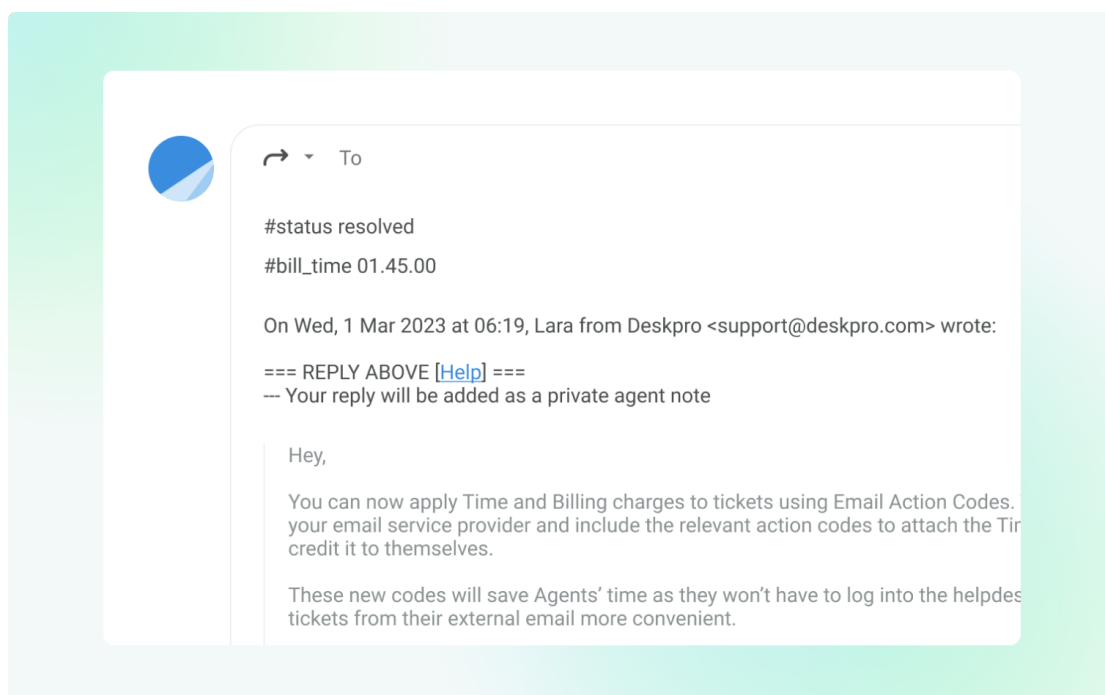 To
#status resolved
#bill_time 01.45.00
On Wed, 1 Mar 2023 at 06:19, Lara from Deskpro <support@deskpro.com> wrote:
=== REPLY ABOVE [Help] ===
--- Your reply will be added as a private agent note
Hey,
You can now apply Time and Billing charges to tickets using Email Action Codes.
your email service provider and include the relevant action codes to attach the
credit it to themselves.
These new codes will save Agents’ time as they won’t have to log into the
tickets from their external email more convenient.